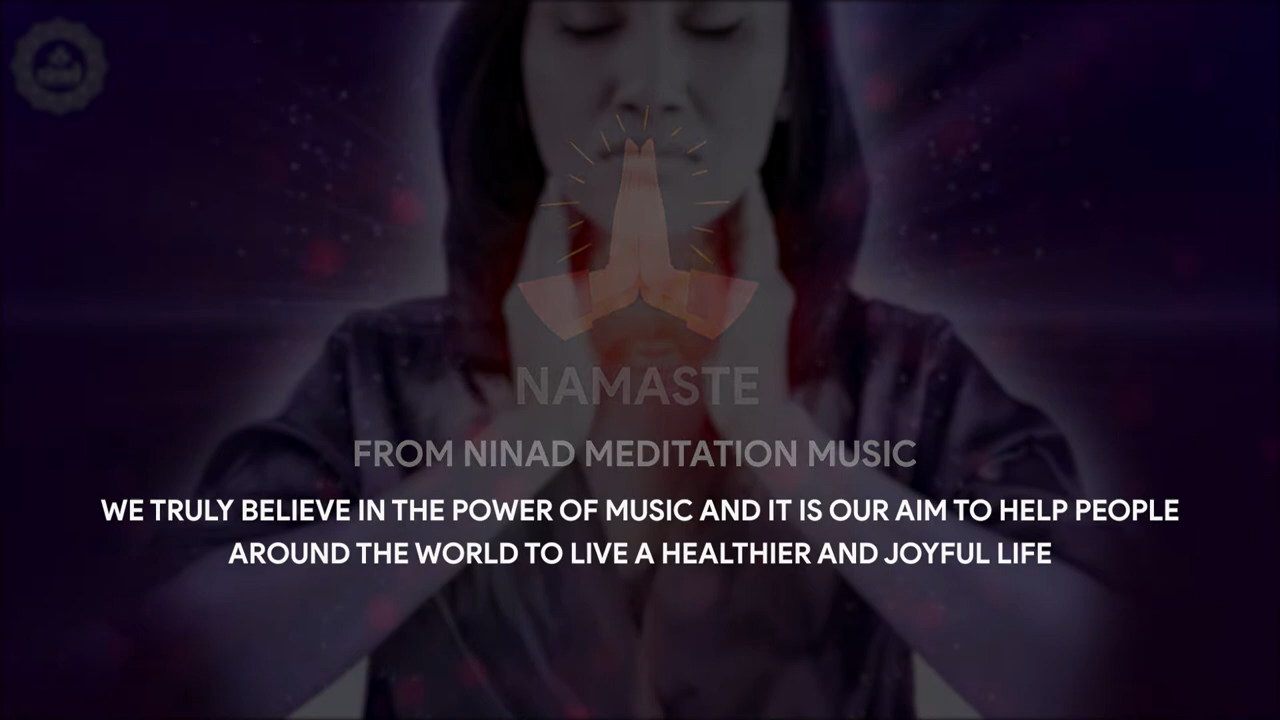 NAMASTE
FROM NINAD MEDITATION MUSIC
WE TRULY BELIEVE IN THE POWER OF MUSIC AND IT IS OUR AIM TO HELP PEOPLE
AROUND THE WORLD TO LIVE A HEALTHIER AND JOYFUL LIFE